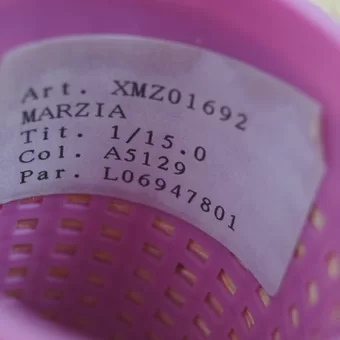 Art. XMZ01692
MARZIA
Tit. 1/15.0
Col. A5129
Par. L06947801